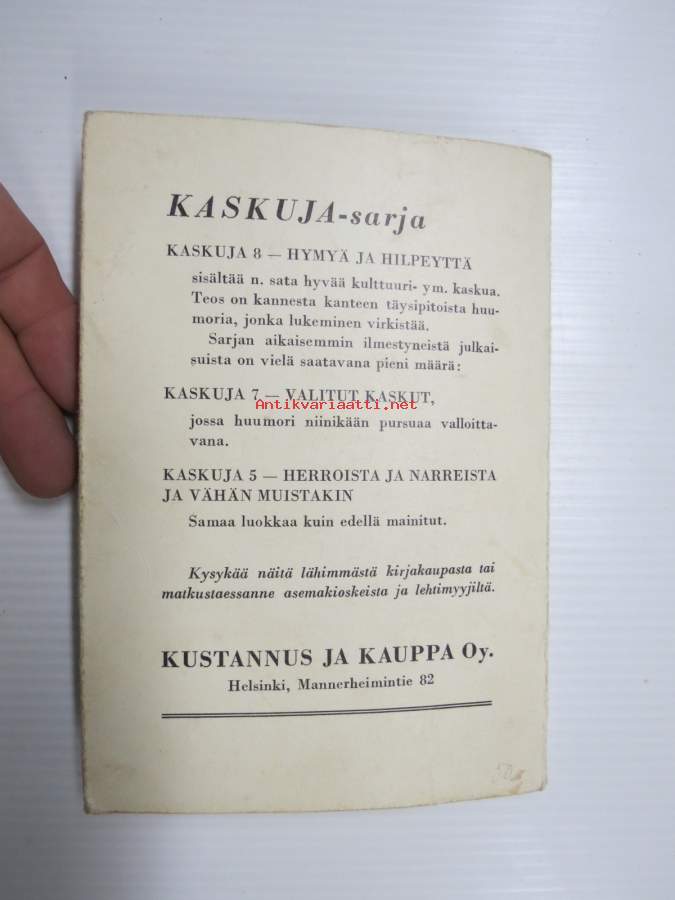 KASKUJA-sarja
KASKUJA 8 — HYMYÄ JA HILPEYTTÄ
sisältää n. sata hyvää kulttuuri- ym. kaskua.
Teos on kannesta kanteen täysipitoista huu-
moria, jonka lukeminen virkistää.
Sarjan aikaisemmin ilmestyneistä julkai-
suista on vielä saatavana pieni määrä:
KASKUJA 7 — VALITUT KASKUT,
Antikvariaatti.net
jossa huumori niinikään pursuaa valloitta-
vana.
KASKUJA 5 — HERROISTA JA NARREISTA
JA VÄHÄN MUISTAKIN
Samaa luokkaa kuin edellä mainitut.
Kysykää näitä lähimmästä kirjakaupasta tai
matkustaessanne asemakioskeista ja lehtimyyjiltä.
KUSTANNUS JA KAUPPA Oy.
Helsinki, Mannerheimintie 82